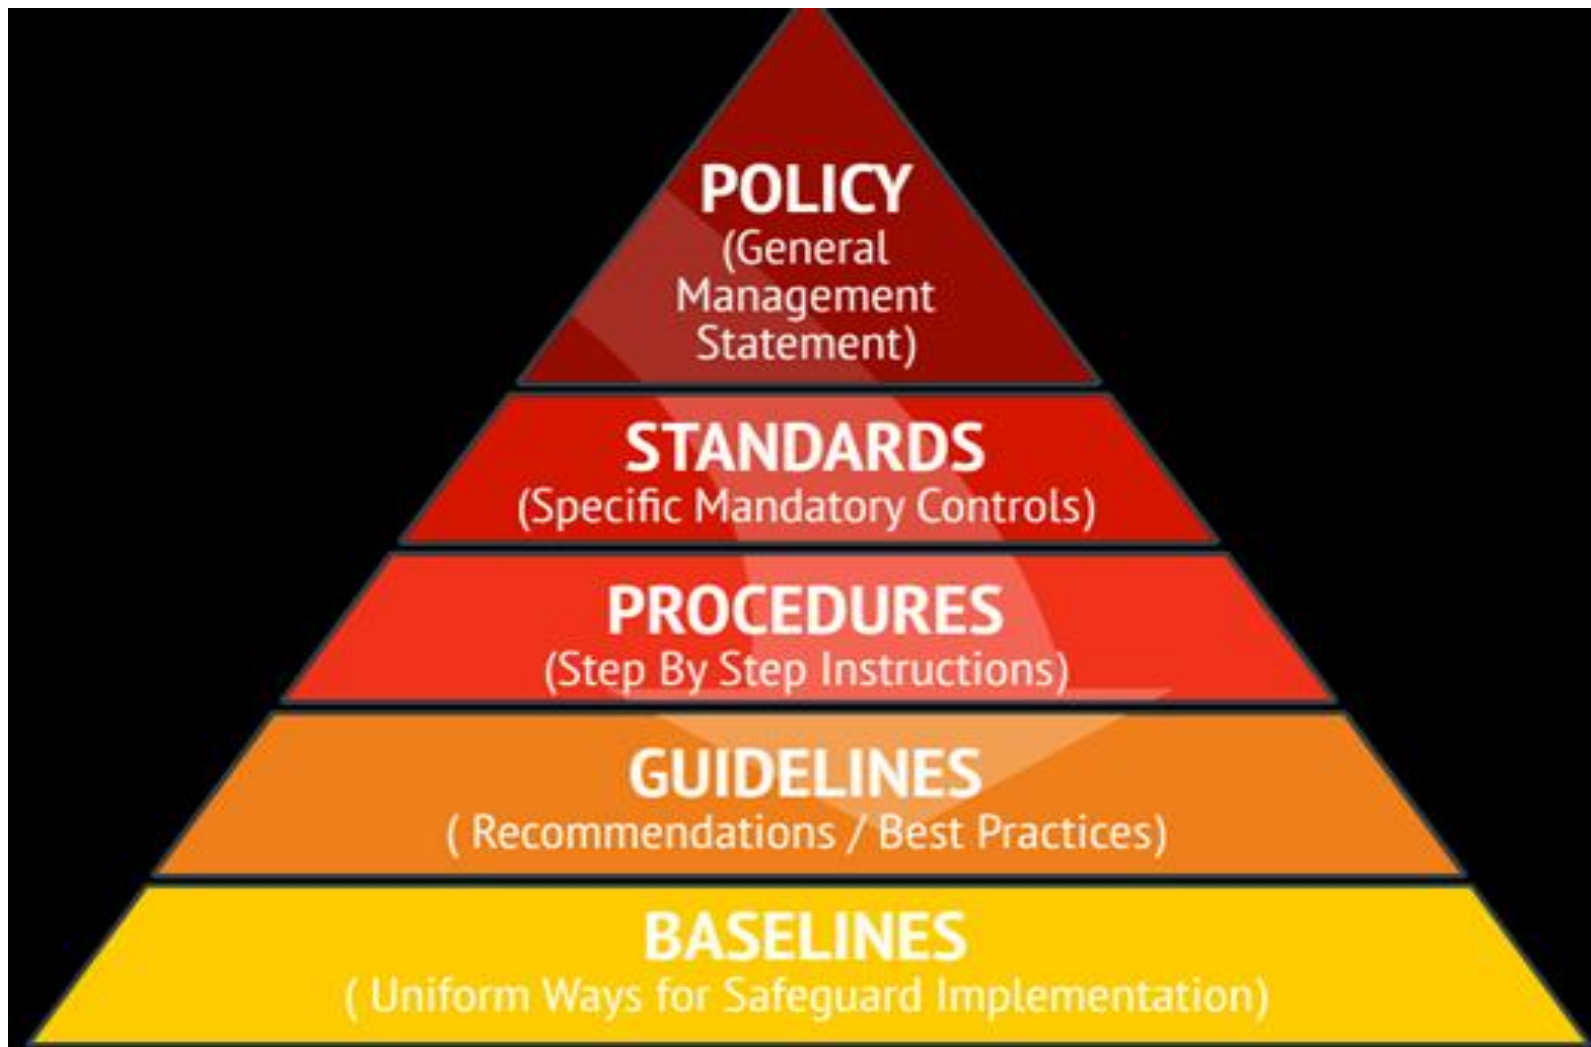 POLICY
(General
Management
Statement)
STANDARDS
(Specific Mandatory Controls)
PROCEDURES
(Step By Step Instructions)
GUIDELINES
( Recommendations / Best Practices)
BASELINES
( Uniform Ways for Safeguard Implementation)